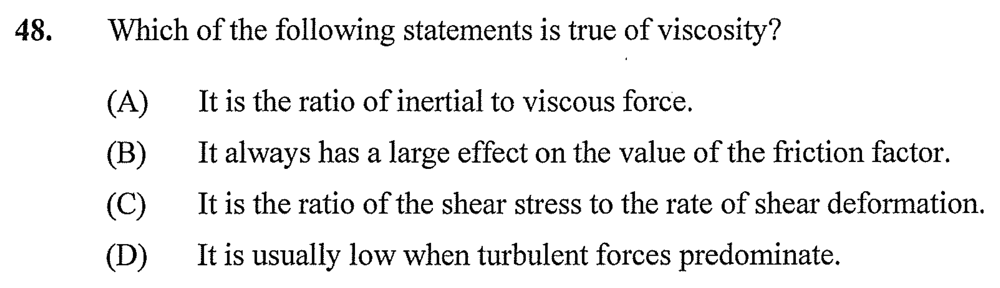 48. Which of the following statements is true of viscosity?
(A) It is the ratio of inertial to viscous force.
(B) It always has a large effect on the value of the friction factor.
(C) It is the ratio of the shear stress to the rate of shear deformation.
(D) It is usually low when turbulent forces predominate.